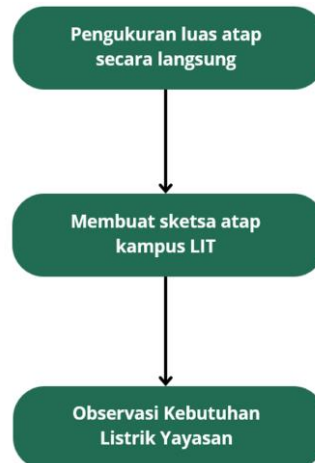 Pengukuran luas atap
secara langsung
Membuat sketsa atap
kampus LIT
Observasi Kebutuhan
Listrik Yayasan